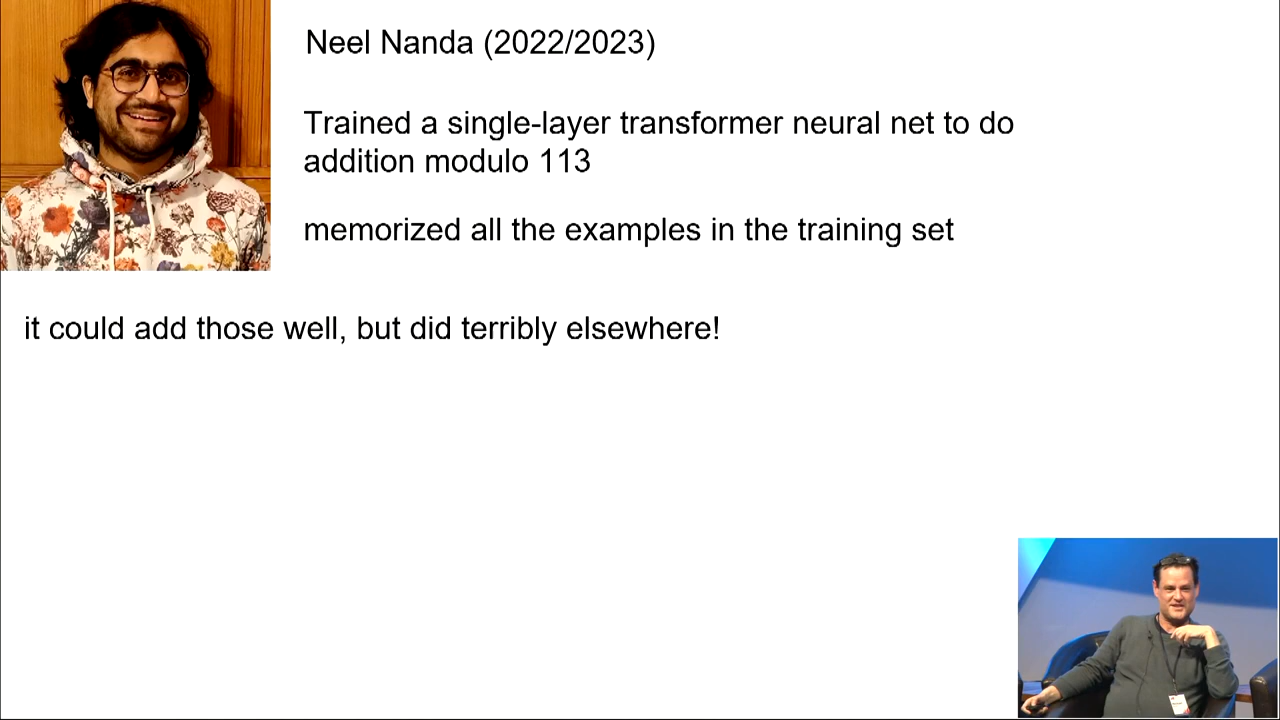 Neel Nanda (2022/2023)
Trained a single-layer transformer neural net to do
addition modulo 113
memorized all the examples in the training set
it could add those well, but did terribly elsewhere!